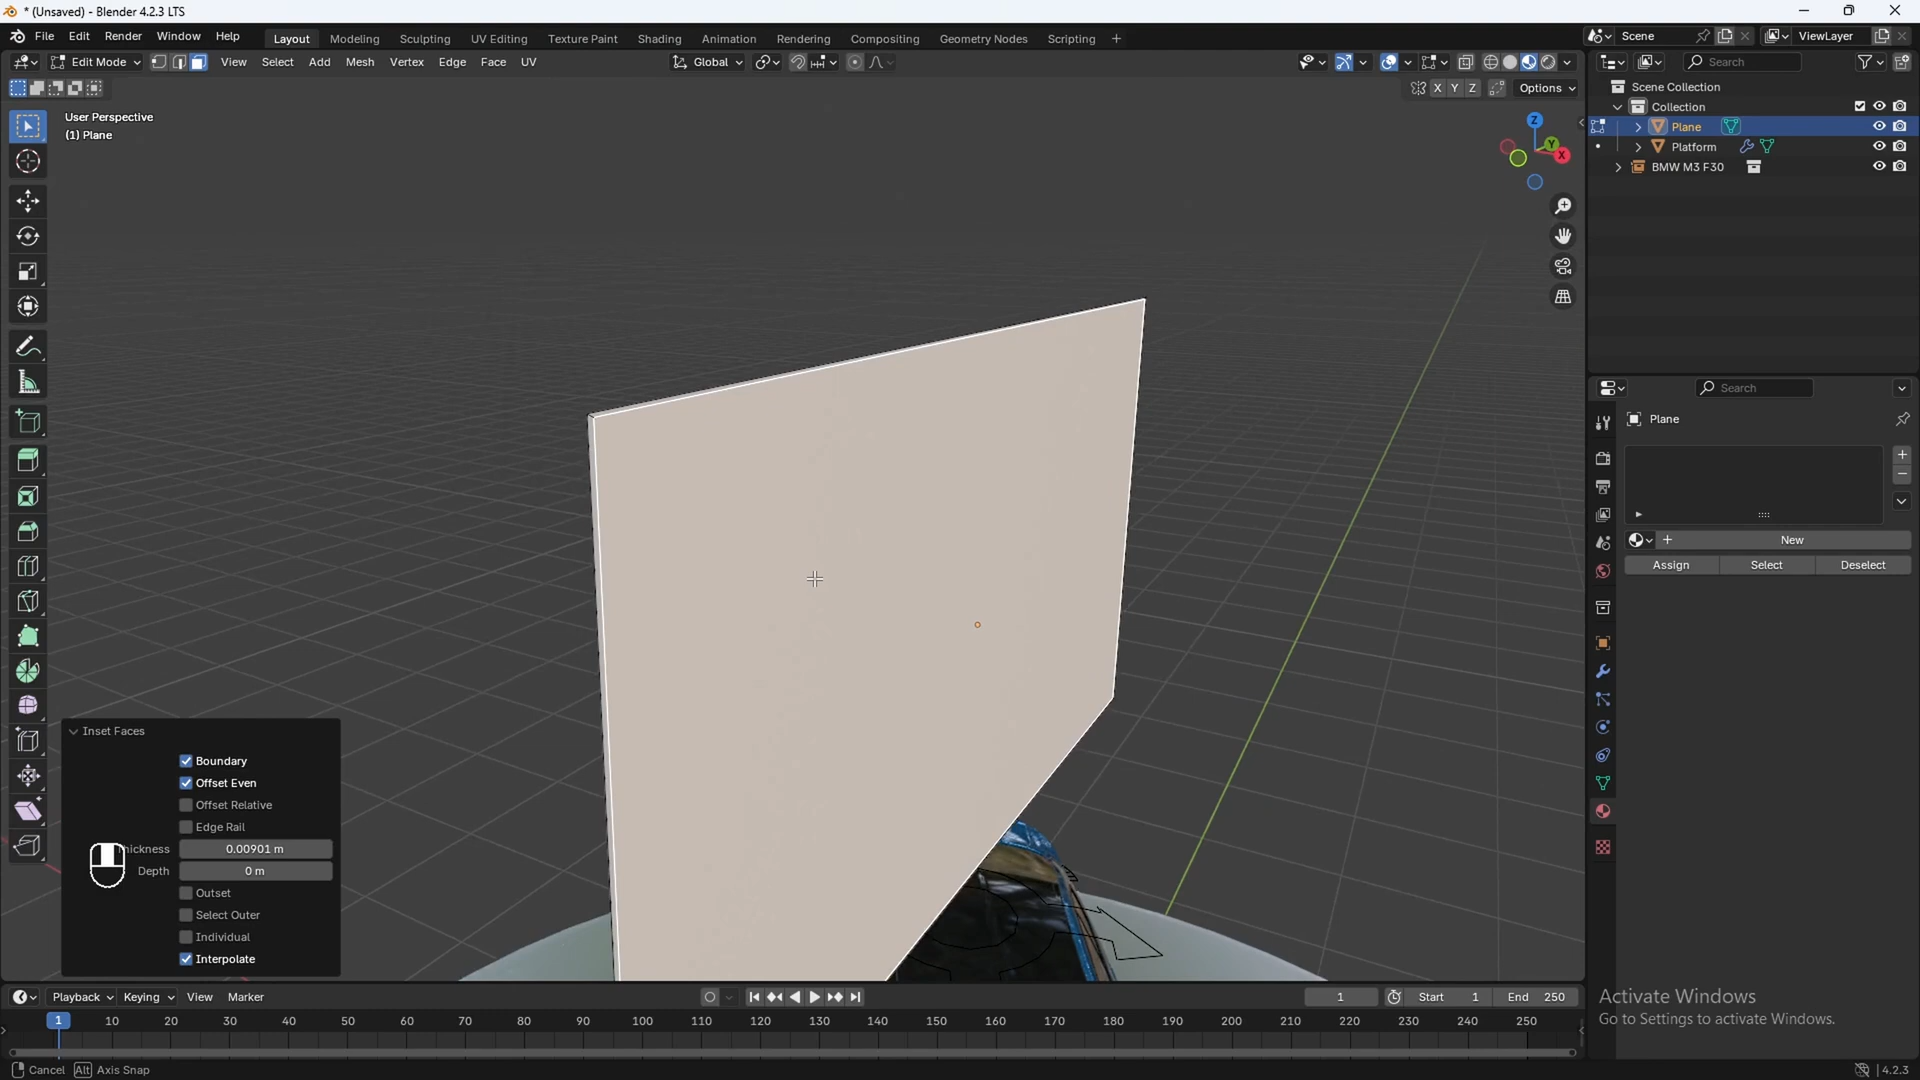 * (Unsaved) - Blender 4.2.3 LTS
File Edit Render Window Help Layout Modeling Sculpting UV Editing Texture Paint Shading Animation Rendering Compositing Geometry Nodes Scripting + Scene ViewLayer
Edit Mode View Select Add Mesh Vertex Edge Face UV Global Search
X Y Z Options
User Perspective
(1) Plane
Z Y X
Scene Collection
Collection
Plane
Platform
BMW M3 F30
Search
Plane
New
Assign Select Deselect
Inset Faces
Boundary
Offset Even
Offset Relative
Edge Rail
hickness 0.00901 m
Depth 0 m
Outset
Select Outer
Individual
Interpolate
Playback Keying View Marker 1 Start 1 End 250
1 10 20 30 40 50 60 70 80 90 100 110 120 130 140 150 160 170 180 190 200 210 220 230 240 250
Activate Windows
Go to Settings to activate Windows.
Cancel Alt Axis Snap 4.2.3